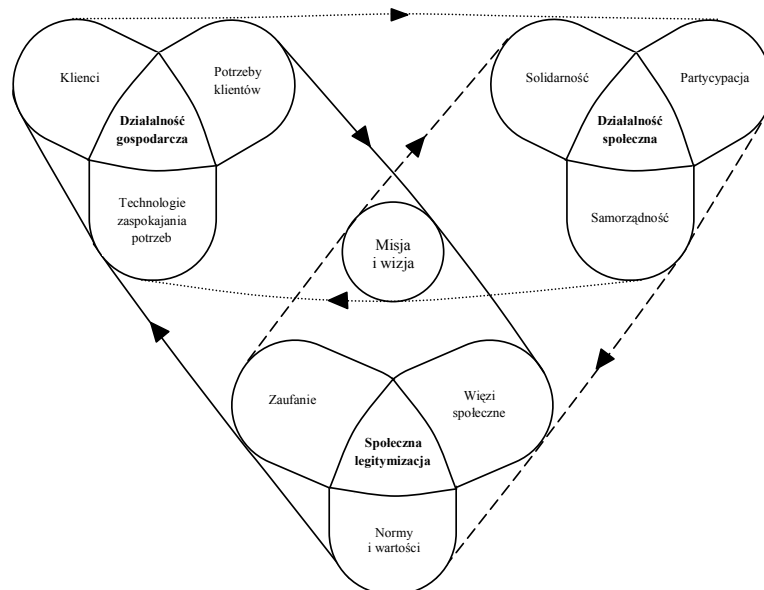 Klienci
Potrzeby
klientów
Działalność
gospodarcza
Technologie
zaspokajania
potrzeb
Solidarność
Partycypacja
Działalność
społeczna
Samorządność
Misja
i wizja
Zaufanie
Więzi
społeczne
Społeczna
legitymizacja
Normy
i wartości